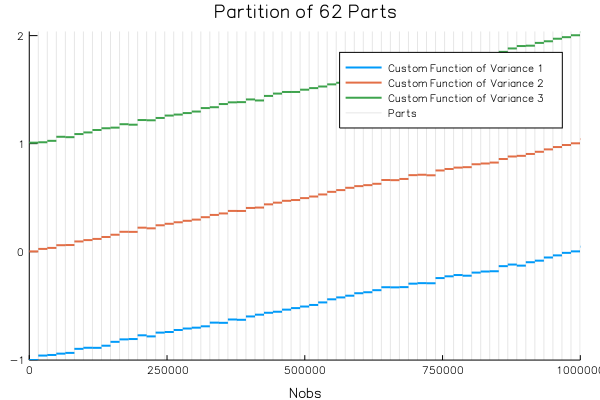 Partition of 62 Parts
2
Custom Function of Variance 1
Custom Function of Variance 2
Custom Function of Variance 3
Parts
1
0
−1
0 250000 500000 750000 1000000
Nobs